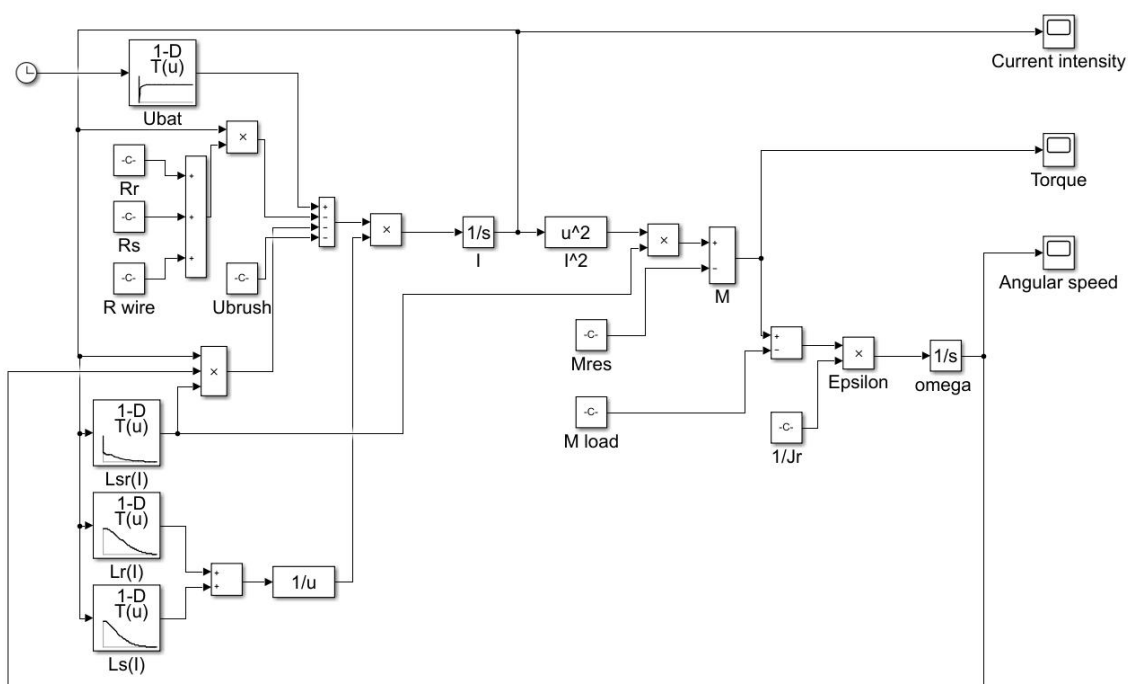 Current intensity
1-D
T(u)
Ubat
×
-C-
Rr
+
Torque
-C-
Rs
+
+
−
−
−
×
1/s
I
u^2
I^2
×
+
−
M
-C-
R wire
+
-C-
Ubrush
Angular speed
-C-
Mres
+
−
×
Epsilon
1/s
omega
×
-C-
M load
-C-
1/Jr
1-D
T(u)
Lsr(I)
1-D
T(u)
Lr(I)
+
+
1/u
1-D
T(u)
Ls(I)